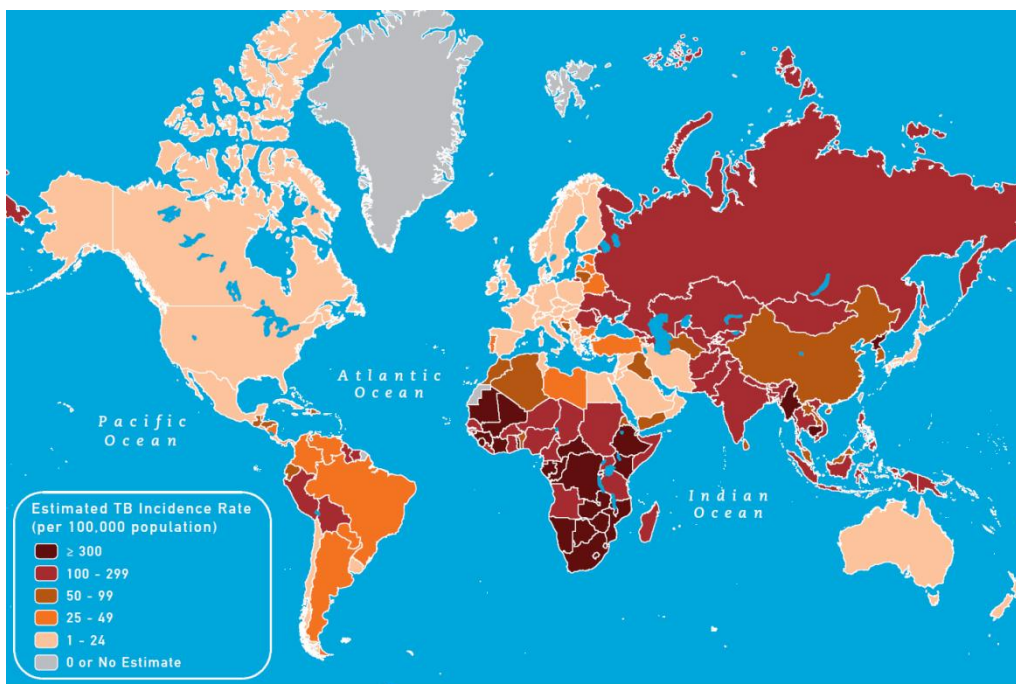 Atlantic
Ocean
Pacific
Ocean
Indian
Ocean
Estimated TB Incidence Rate
(per 100,000 population)
≥ 300
100 - 299
50 - 99
25 - 49
1 - 24
0 or No Estimate